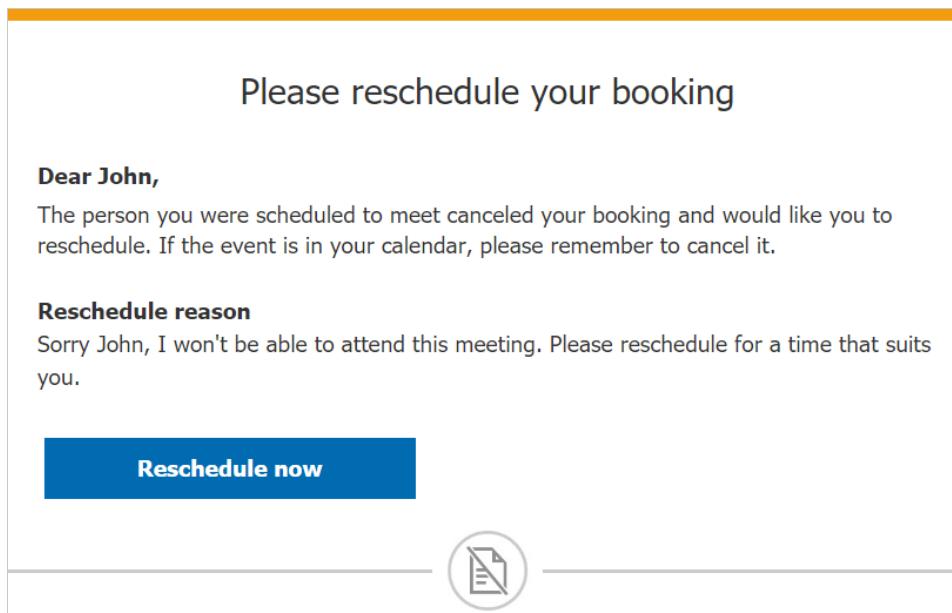 Please reschedule your booking
Dear John,
The person you were scheduled to meet canceled your booking and would like you to
reschedule. If the event is in your calendar, please remember to cancel it.
Reschedule reason
Sorry John, I won't be able to attend this meeting. Please reschedule for a time that suits
you.
Reschedule now